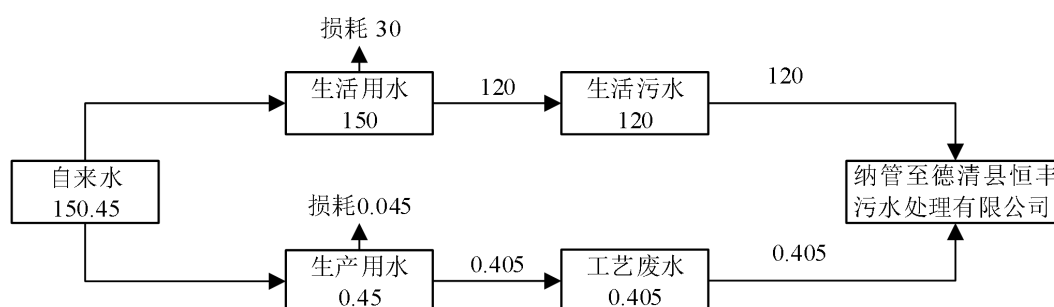 损耗 30
生活用水
150
120
生活污水
120
120
自来水
150.45
纳管至德清县恒丰
污水处理有限公司
损耗0.045
生产用水
0.45
0.405
工艺废水
0.405
0.405